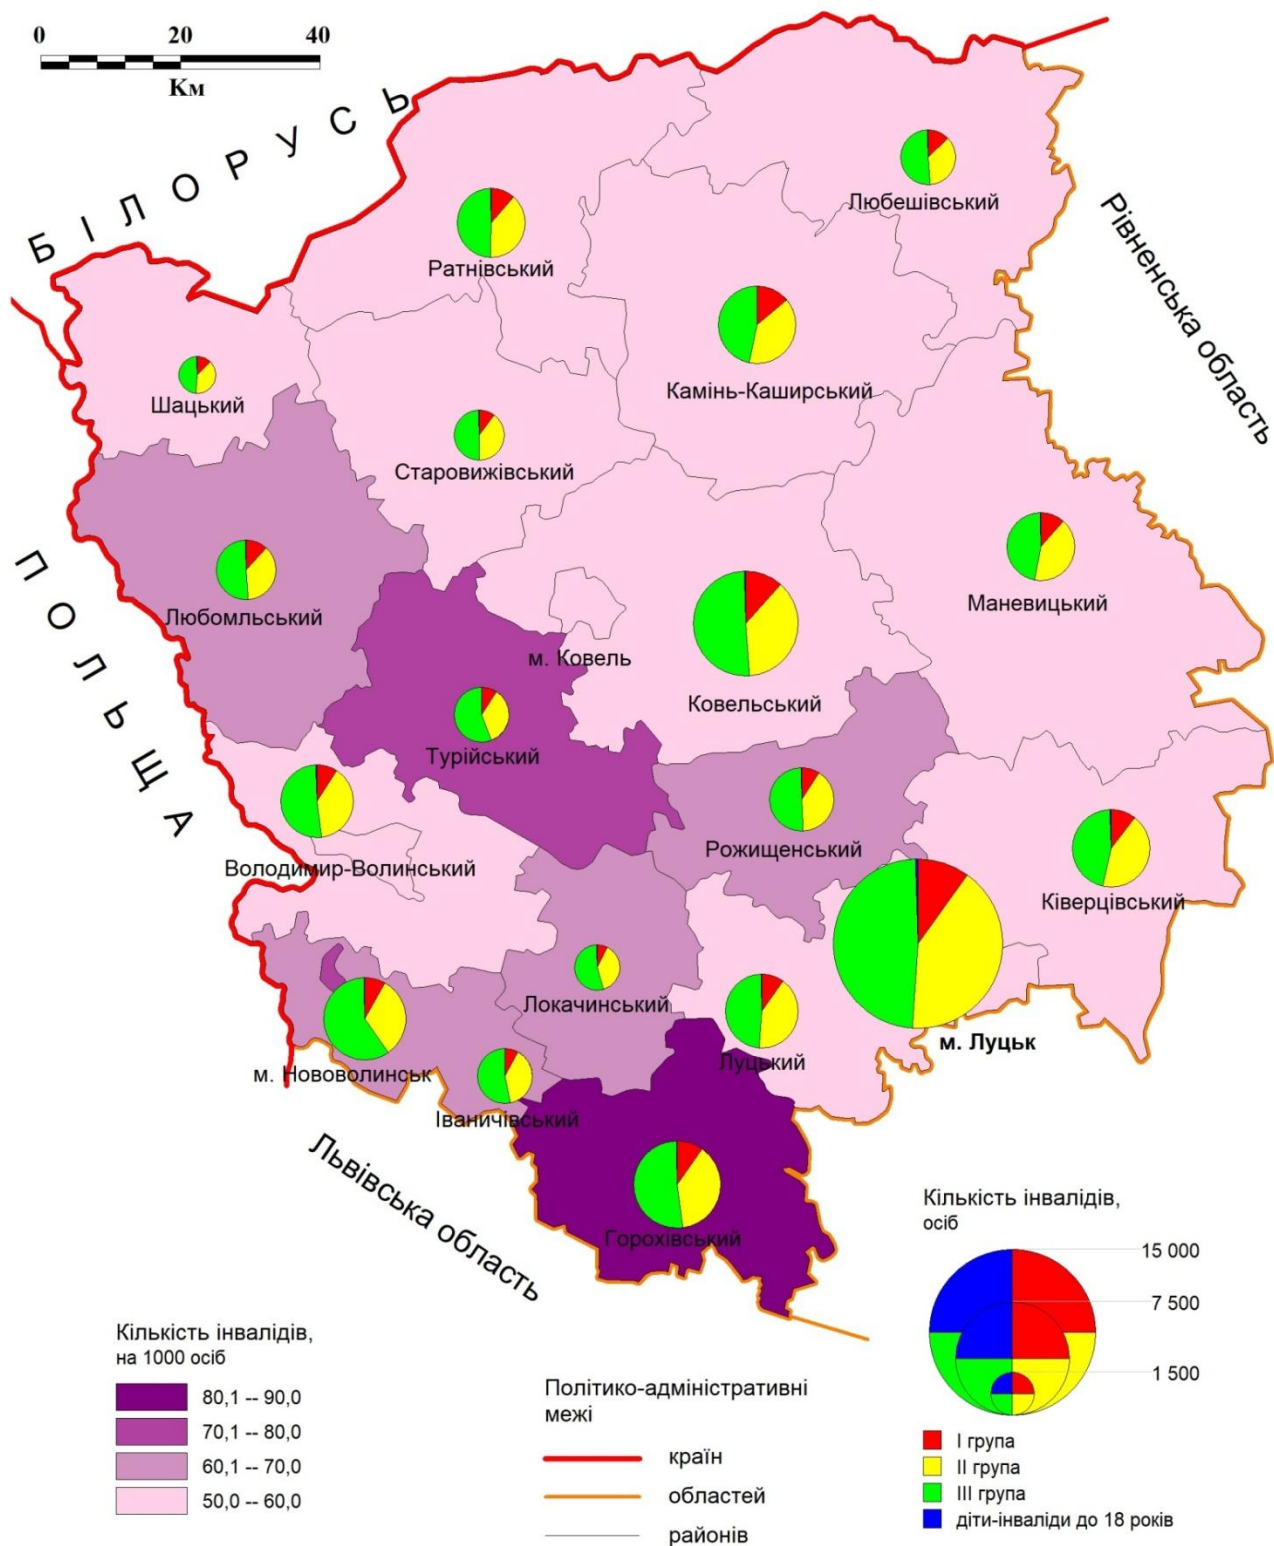 0 20 40
Км
БІЛОРУСЬ
ПОЛЬЩА
Рівненська область
Львівська область
Любешівський
Ратнівський
Камінь-Каширський
Шацький
Старовижівський
Маневицький
Любомльський
м. Ковель
Ковельський
Турійський
Рожищенський
Володимир-Волинський
Ківерцівський
Локачинський
м. Луцьк
Луцький
м. Нововолинськ
Іваничівський
Горохівський
Кількість інвалідів,
на 1000 осіб
80,1 -- 90,0
70,1 -- 80,0
60,1 -- 70,0
50,0 -- 60,0
Політико-адміністративні
межі
країн
областей
районів
Кількість інвалідів,
осіб
15 000
7 500
1 500
І група
ІІ група
ІІІ група
діти-інваліди до 18 років